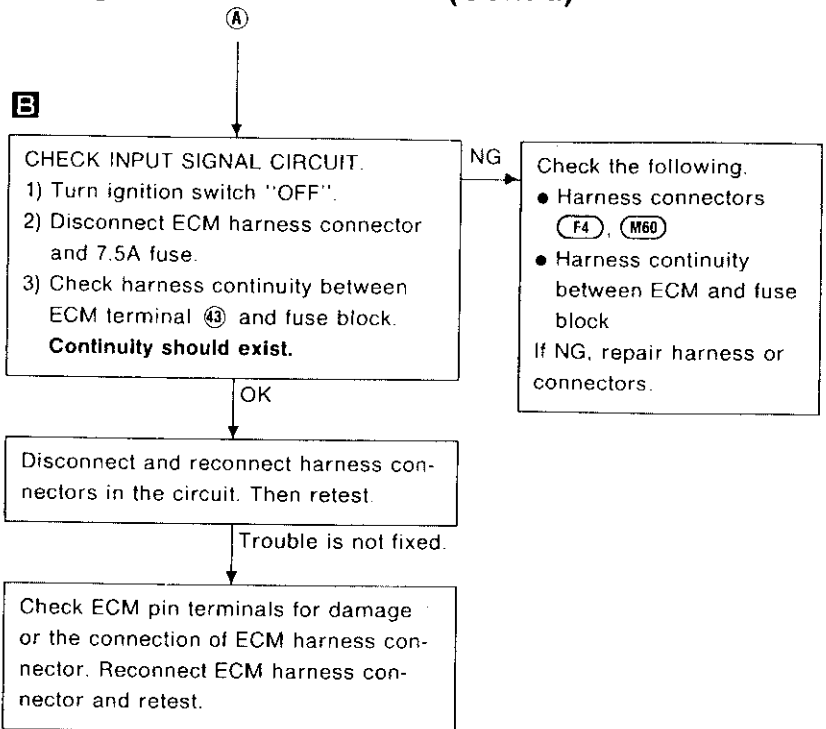 (Cont'd)
Ⓐ
B
CHECK INPUT SIGNAL CIRCUIT.
1) Turn ignition switch "OFF".
2) Disconnect ECM harness connector
and 7.5A fuse.
3) Check harness continuity between
ECM terminal ㊸ and fuse block.
Continuity should exist.
NG
Check the following.
● Harness connectors
F4, M60
● Harness continuity
between ECM and fuse
block
If NG, repair harness or
connectors.
OK
Disconnect and reconnect harness con-
nectors in the circuit. Then retest.
Trouble is not fixed.
Check ECM pin terminals for damage
or the connection of ECM harness con-
nector. Reconnect ECM harness con-
nector and retest.